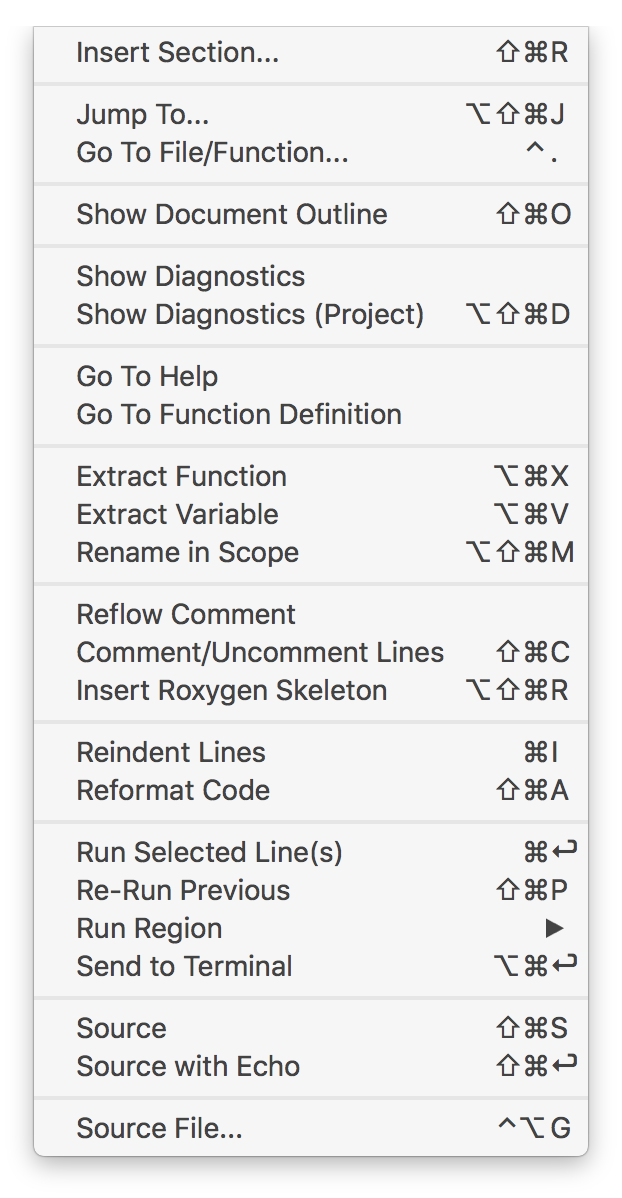 Insert Section... ⇧⌘R
Jump To... ⌥⇧⌘J
Go To File/Function... ^ .
Show Document Outline ⇧⌘O
Show Diagnostics
Show Diagnostics (Project) ⌥⇧⌘D
Go To Help
Go To Function Definition
Extract Function ⌥⌘X
Extract Variable ⌥⌘V
Rename in Scope ⌥⇧⌘M
Reflow Comment
Comment/Uncomment Lines ⇧⌘C
Insert Roxygen Skeleton ⌥⇧⌘R
Reindent Lines ⌘I
Reformat Code ⇧⌘A
Run Selected Line(s) ⌘↩
Re-Run Previous ⇧⌘P
Run Region ▶
Send to Terminal ⌥⌘↩
Source ⇧⌘S
Source with Echo ⇧⌘↩
Source File... ^⌥G